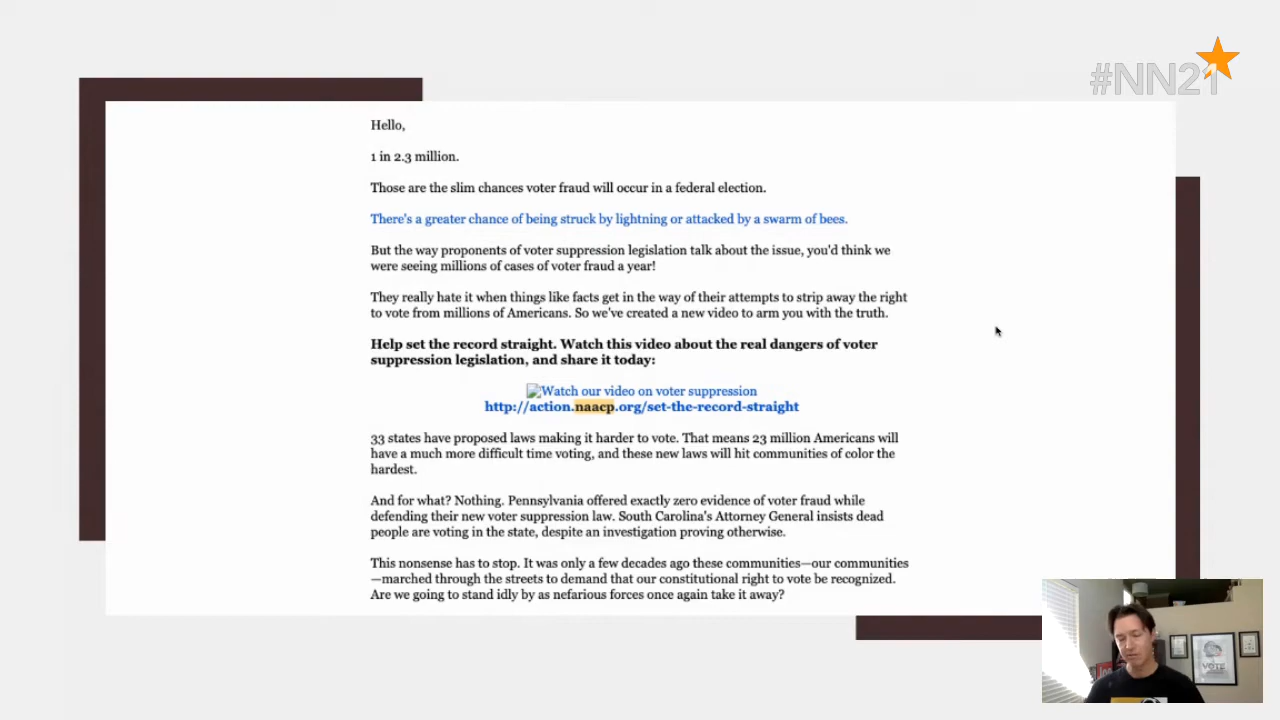 #NN21
Hello,
1 in 2.3 million.
Those are the slim chances voter fraud will occur in a federal election.
There's a greater chance of being struck by lightning or attacked by a swarm of bees.
But the way proponents of voter suppression legislation talk about the issue, you'd think we
were seeing millions of cases of voter fraud a year!
They really hate it when things like facts get in the way of their attempts to strip away the right
to vote from millions of Americans. So we've created a new video to arm you with the truth.
Help set the record straight. Watch this video about the real dangers of voter
suppression legislation, and share it today:
Watch our video on voter suppression
http://action.naacp.org/set-the-record-straight
33 states have proposed laws making it harder to vote. That means 23 million Americans will
have a much more difficult time voting, and these new laws will hit communities of color the
hardest.
And for what? Nothing. Pennsylvania offered exactly zero evidence of voter fraud while
defending their new voter suppression law. South Carolina's Attorney General insists dead
people are voting in the state, despite an investigation proving otherwise.
This nonsense has to stop. It was only a few decades ago these communities—our communities
—marched through the streets to demand that our constitutional right to vote be recognized.
Are we going to stand idly by as nefarious forces once again take it away?
VOTE